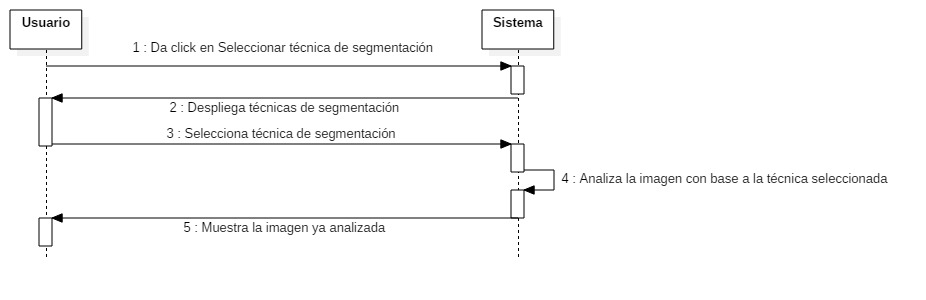 Usuario
Sistema
1 : Da click en Seleccionar técnica de segmentación
2 : Despliega técnicas de segmentación
3 : Selecciona técnica de segmentación
4 : Analiza la imagen con base a la técnica seleccionada
5 : Muestra la imagen ya analizada